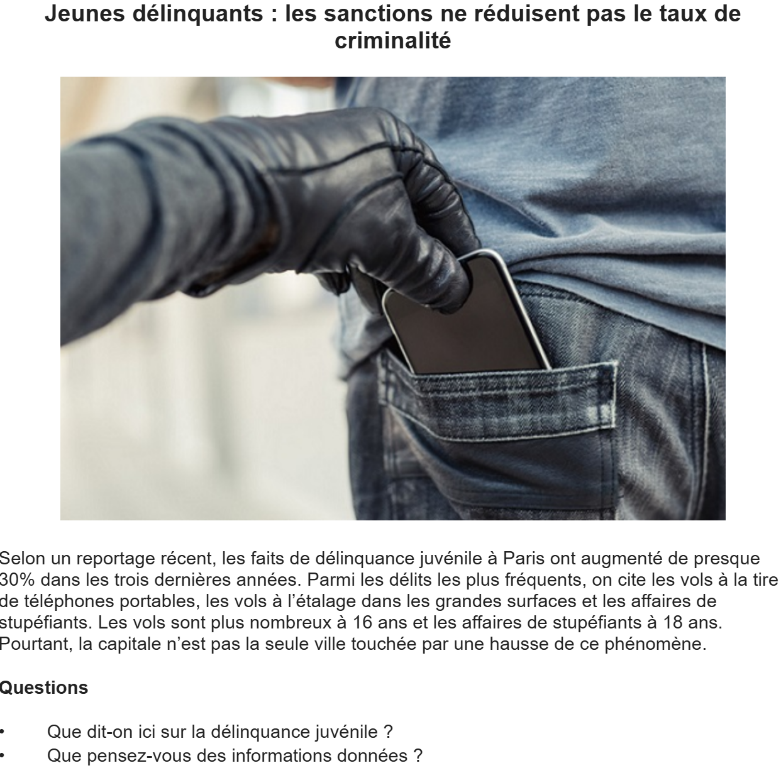 Jeunes délinquants : les sanctions ne réduisent pas le taux de
criminalité
Selon un reportage récent, les faits de délinquance juvénile à Paris ont augmenté de presque
30% dans les trois dernières années. Parmi les délits les plus fréquents, on cite les vols à la tire
de téléphones portables, les vols à l’étalage dans les grandes surfaces et les affaires de
stupéfiants. Les vols sont plus nombreux à 16 ans et les affaires de stupéfiants à 18 ans.
Pourtant, la capitale n’est pas la seule ville touchée par une hausse de ce phénomène.
Questions
• Que dit-on ici sur la délinquance juvénile ?
• Que pensez-vous des informations données ?